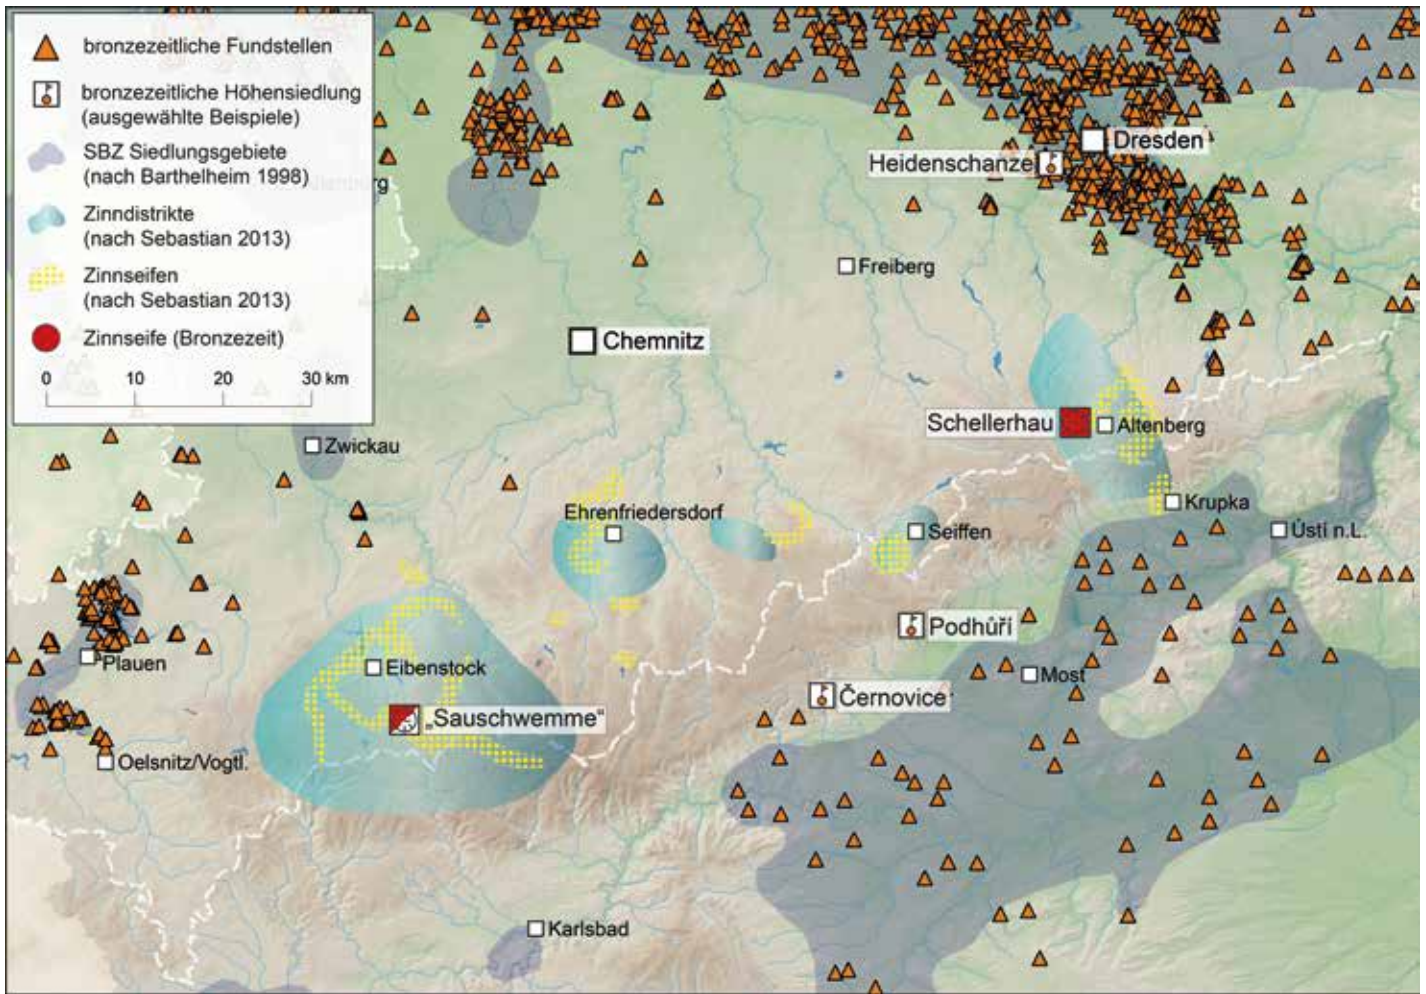 bronzezeitliche Fundstellen
bronzezeitliche Höhensiedlung
(ausgewählte Beispiele)
SBZ Siedlungsgebiete
(nach Barthelheim 1998)
Zinndistrikte
(nach Sebastian 2013)
Zinnseifen
(nach Sebastian 2013)
Zinnseife (Bronzezeit)
0 10 20 30 km
Dresden
Heidenschanze
Freiberg
Chemnitz
Schellerhau
Altenberg
Zwickau
Krupka
Ehrenfriedersdorf
Seiffen
Ústí n.L.
Podhůří
Plauen
Eibenstock
Most
Černovice
„Sauschwemme“
Oelsnitz/Vogtl.
Karlsbad